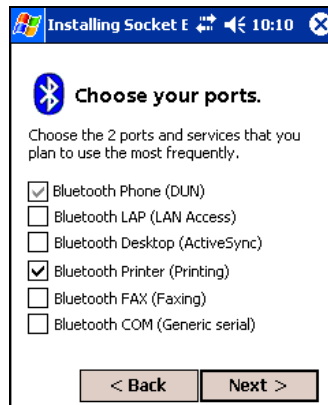 Installing Socket E 10:10
Choose your ports.
Choose the 2 ports and services that you
plan to use the most frequently.
Bluetooth Phone (DUN)
Bluetooth LAP (LAN Access)
Bluetooth Desktop (ActiveSync)
Bluetooth Printer (Printing)
Bluetooth FAX (Faxing)
Bluetooth COM (Generic serial)
< Back Next >